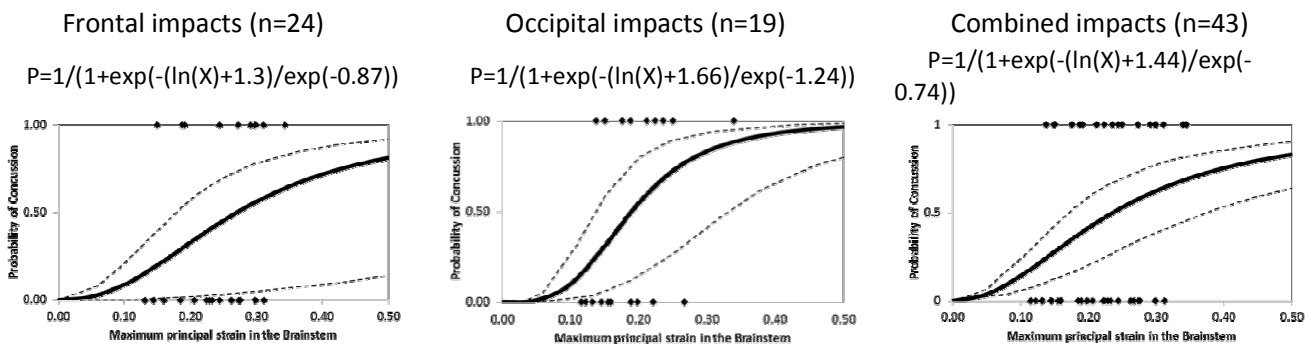 Frontal impacts (n=24)
P=1/(1+exp(-(ln(X)+1.3)/exp(-0.87))
1.00
0.50
0.00
Probability of Concussion
0.00 0.10 0.20 0.30 0.40 0.50
Maximum principal strain in the Brainstem
Occipital impacts (n=19)
P=1/(1+exp(-(ln(X)+1.66)/exp(-1.24))
1.00
0.50
0.00
Probability of Concussion
0.00 0.10 0.20 0.30 0.40 0.50
Maximum principal strain in the Brainstem
Combined impacts (n=43)
P=1/(1+exp(-(ln(X)+1.44)/exp(-
0.74))
1
0.5
0
Probability of Concussion
0.00 0.10 0.20 0.30 0.40 0.50
Maximum principal strain in the Brainstem